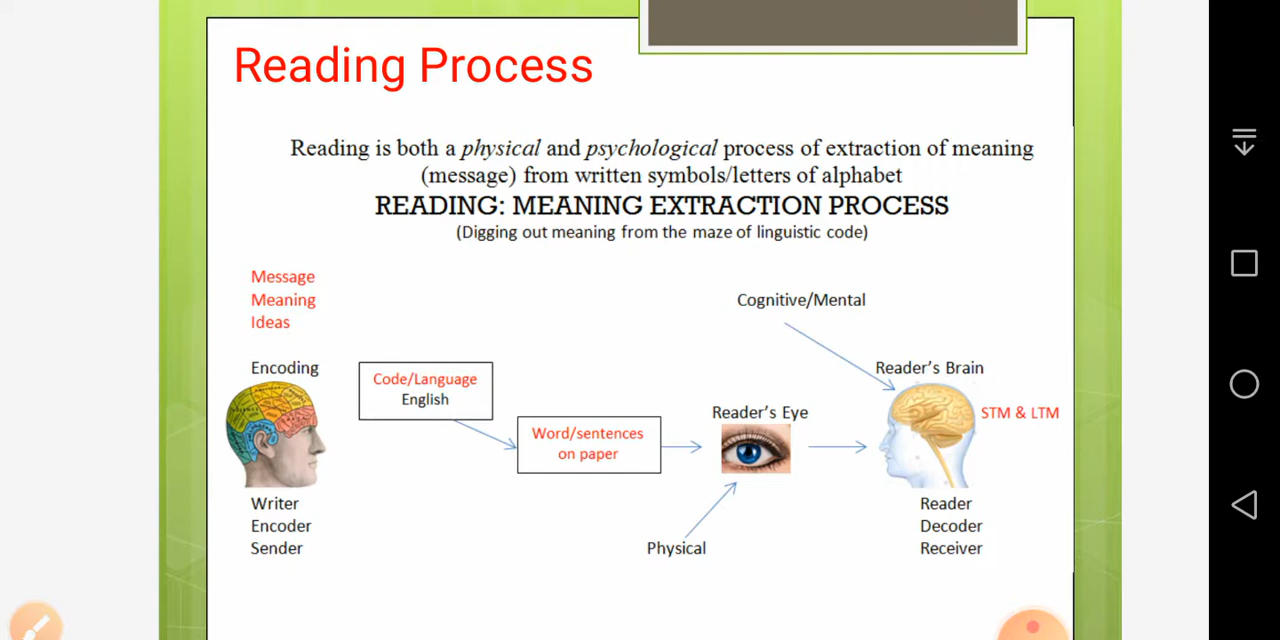 Reading Process
Reading is both a physical and psychological process of extraction of meaning
(message) from written symbols/letters of alphabet
READING: MEANING EXTRACTION PROCESS
(Digging out meaning from the maze of linguistic code)
Message
Meaning
Ideas
Cognitive/Mental
Encoding
Code/Language
English
Reader's Brain
Reader's Eye
STM & LTM
Word/sentences
on paper
Writer
Encoder
Sender
Physical
Reader
Decoder
Receiver